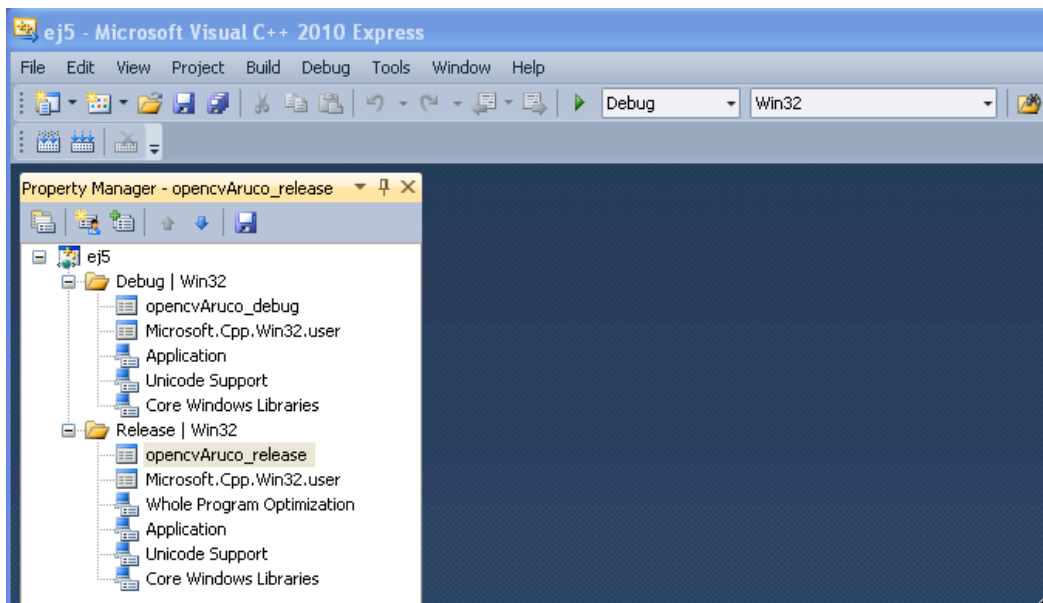 ej5 - Microsoft Visual C++ 2010 Express
File Edit View Project Build Debug Tools Window Help
Debug Win32
Property Manager - opencvAruco_release
ej5
Debug | Win32
opencvAruco_debug
Microsoft.Cpp.Win32.user
Application
Unicode Support
Core Windows Libraries
Release | Win32
opencvAruco_release
Microsoft.Cpp.Win32.user
Whole Program Optimization
Application
Unicode Support
Core Windows Libraries